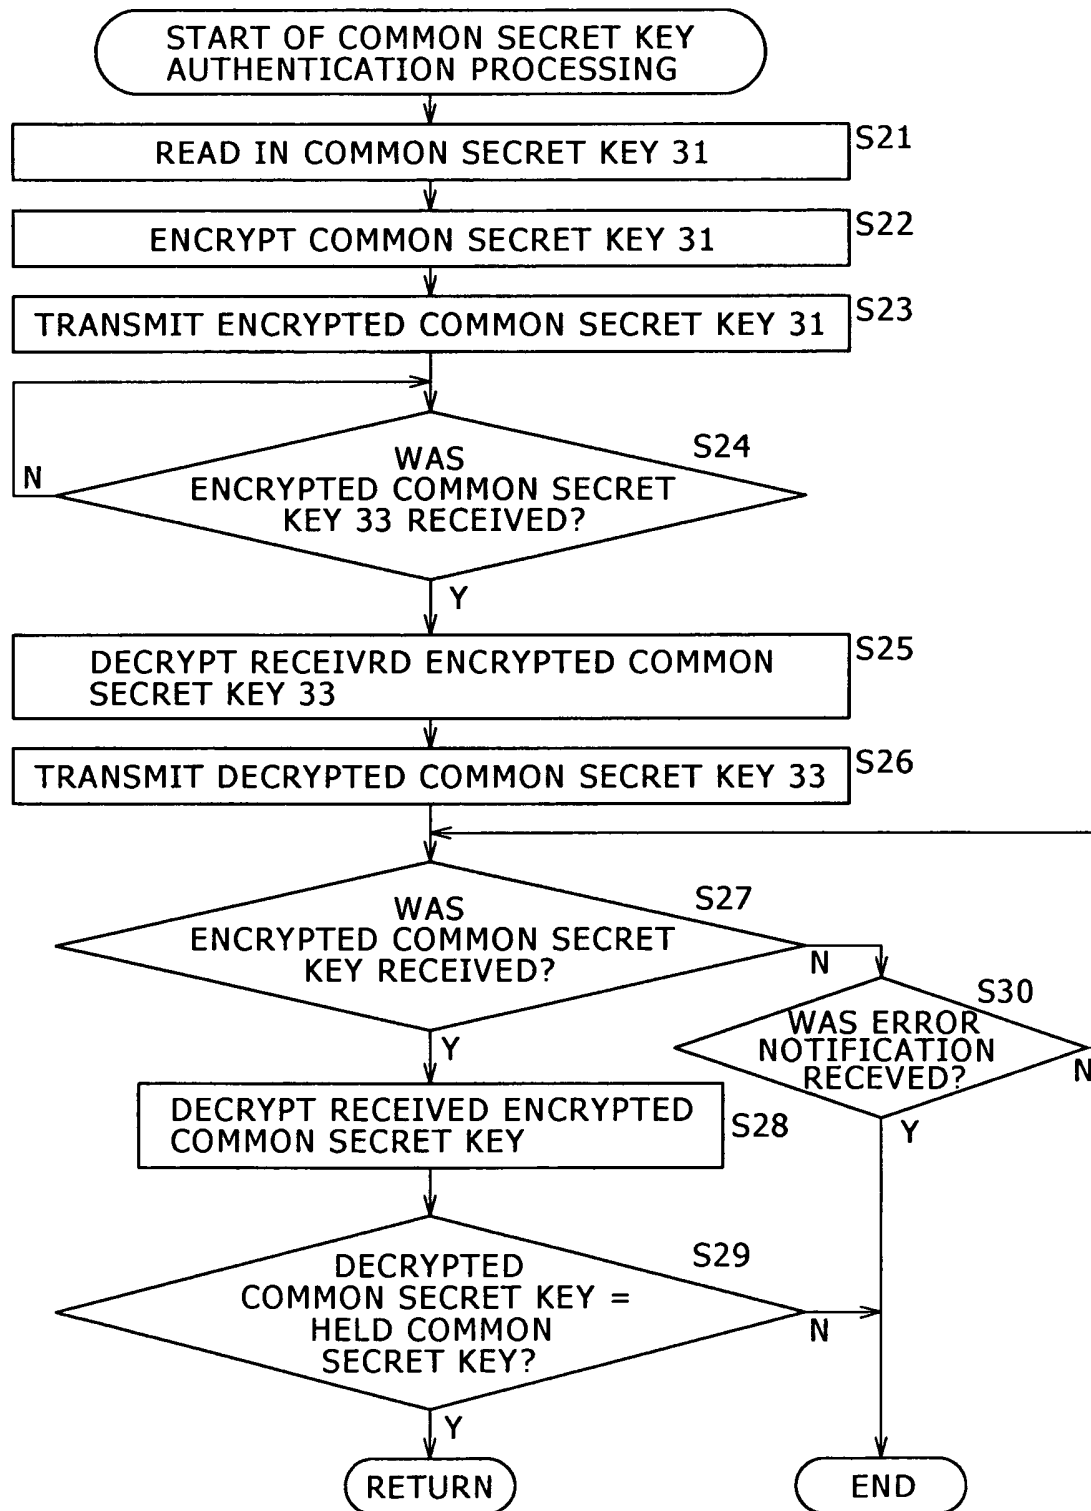 START OF COMMON SECRET KEY
AUTHENTICATION PROCESSING
READ IN COMMON SECRET KEY 31
S21
ENCRYPT COMMON SECRET KEY 31
S22
TRANSMIT ENCRYPTED COMMON SECRET KEY 31
S23
S24
WAS
ENCRYPTED COMMON SECRET
KEY 33 RECEIVED?
N
Y
DECRYPT RECEIVRD ENCRYPTED COMMON
SECRET KEY 33
S25
TRANSMIT DECRYPTED COMMON SECRET KEY 33
S26
S27
WAS
ENCRYPTED COMMON SECRET
KEY RECEIVED?
N
Y
S30
WAS ERROR
NOTIFICATION
RECEVED?
N
Y
DECRYPT RECEIVED ENCRYPTED
COMMON SECRET KEY
S28
S29
DECRYPTED
COMMON SECRET KEY =
HELD COMMON
SECRET KEY?
N
Y
RETURN
END